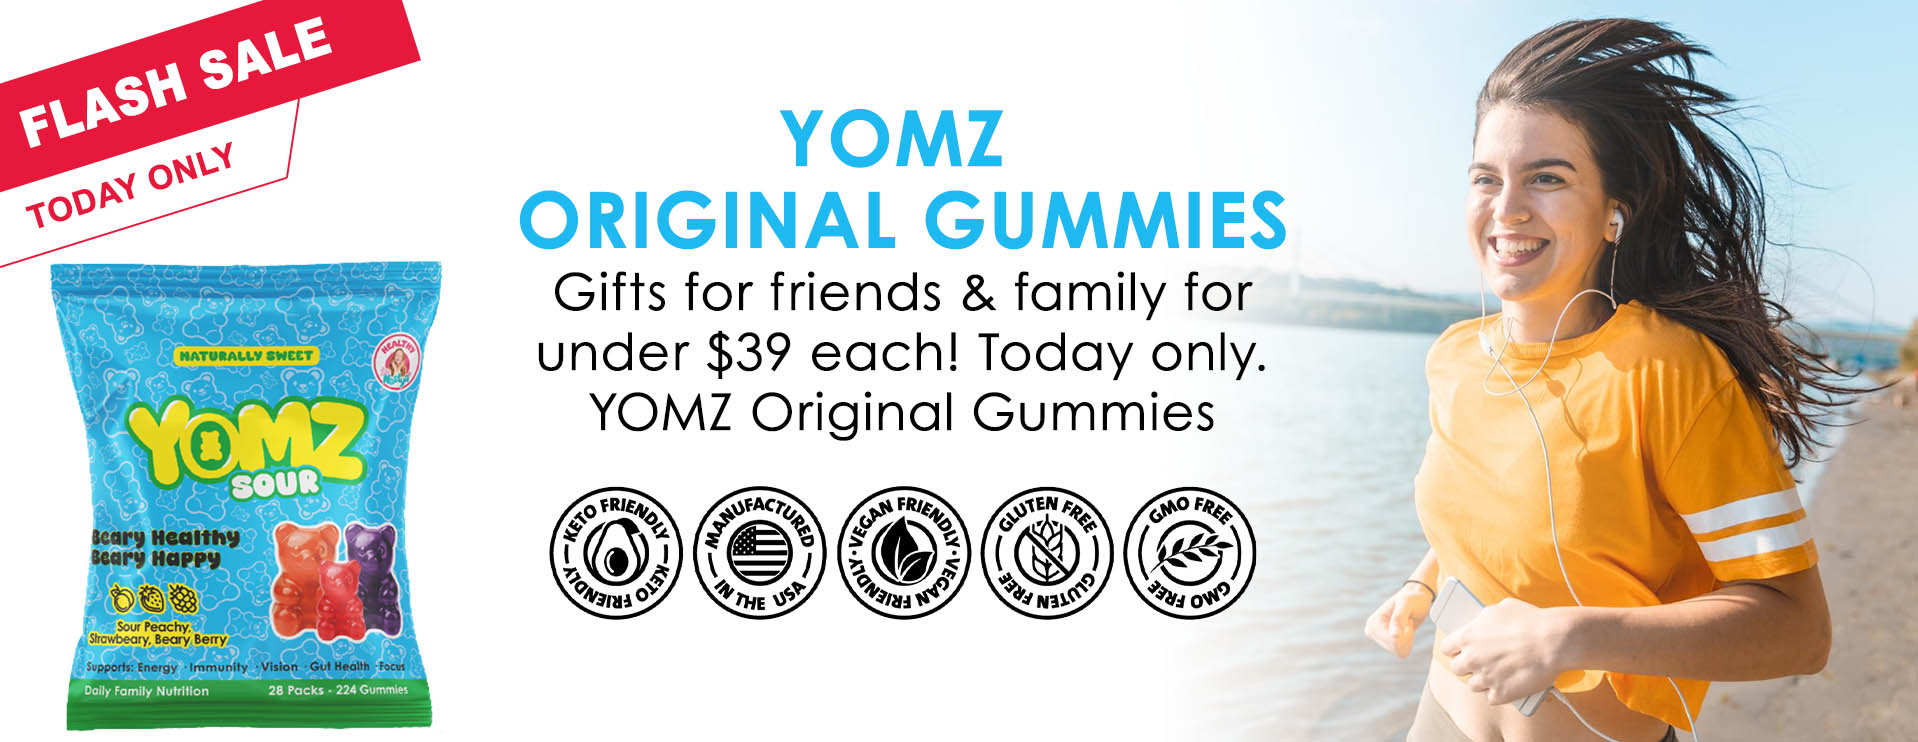 FLASH SALE
TODAY ONLY
YOMZ
ORIGINAL GUMMIES
Gifts for friends & family for
under $39 each! Today only.
YOMZ Original Gummies
KETO FRIENDLY · KETO FRIENDLY
MANUFACTURED IN THE USA
VEGAN FRIENDLY · VEGAN FRIENDLY ·
GLUTEN FREE GLUTEN FREE
GMO FREE GMO FREE
NATURALLY SWEET
HEALTHY
YOMZ
SOUR
Beary Healthy
Beary Happy
Sour Peachy,
Strawbeary, Beary Berry
Supports: Energy · Immunity · Vision · Gut Health · Focus
Daily Family Nutrition
28 Packs - 224 Gummies